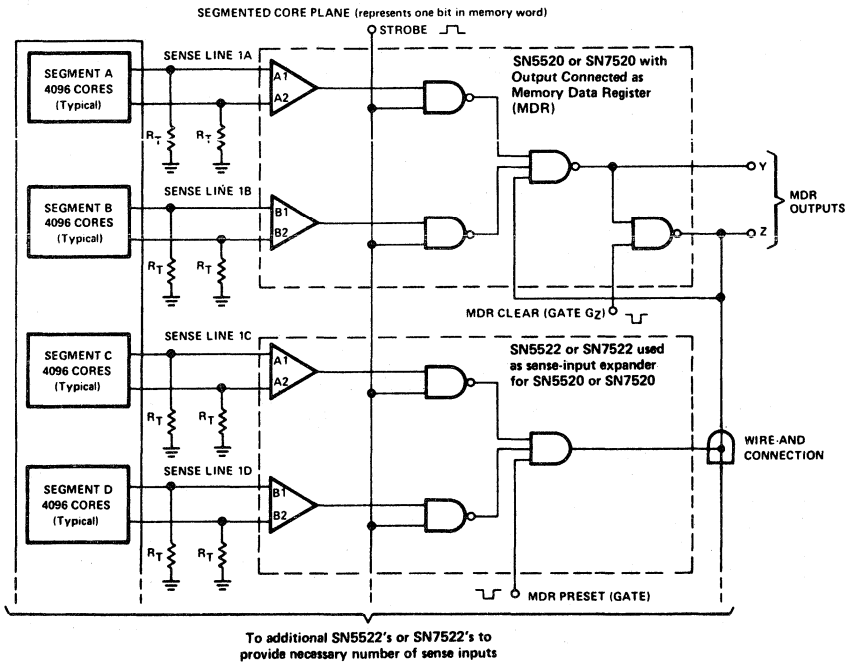 SEGMENTED CORE PLANE (represents one bit in memory word)
STROBE
SENSE LINE 1A
SEGMENT A
4096 CORES
(Typical)
A1
A2
RT
RT
SN5520 or SN7520 with
Output Connected as
Memory Data Register
(MDR)
SENSE LINE 1B
SEGMENT B
4096 CORES
(Typical)
B1
B2
RT
RT
Y
Z
MDR
OUTPUTS
MDR CLEAR (GATE GZ)
SENSE LINE 1C
SEGMENT C
4096 CORES
(Typical)
A1
A2
RT
RT
SN5522 or SN7522 used
as sense-input expander
for SN5520 or SN7520
WIRE-AND
CONNECTION
SENSE LINE 1D
SEGMENT D
4096 CORES
(Typical)
B1
B2
RT
RT
MDR PRESET (GATE)
To additional SN5522's or SN7522's to
provide necessary number of sense inputs